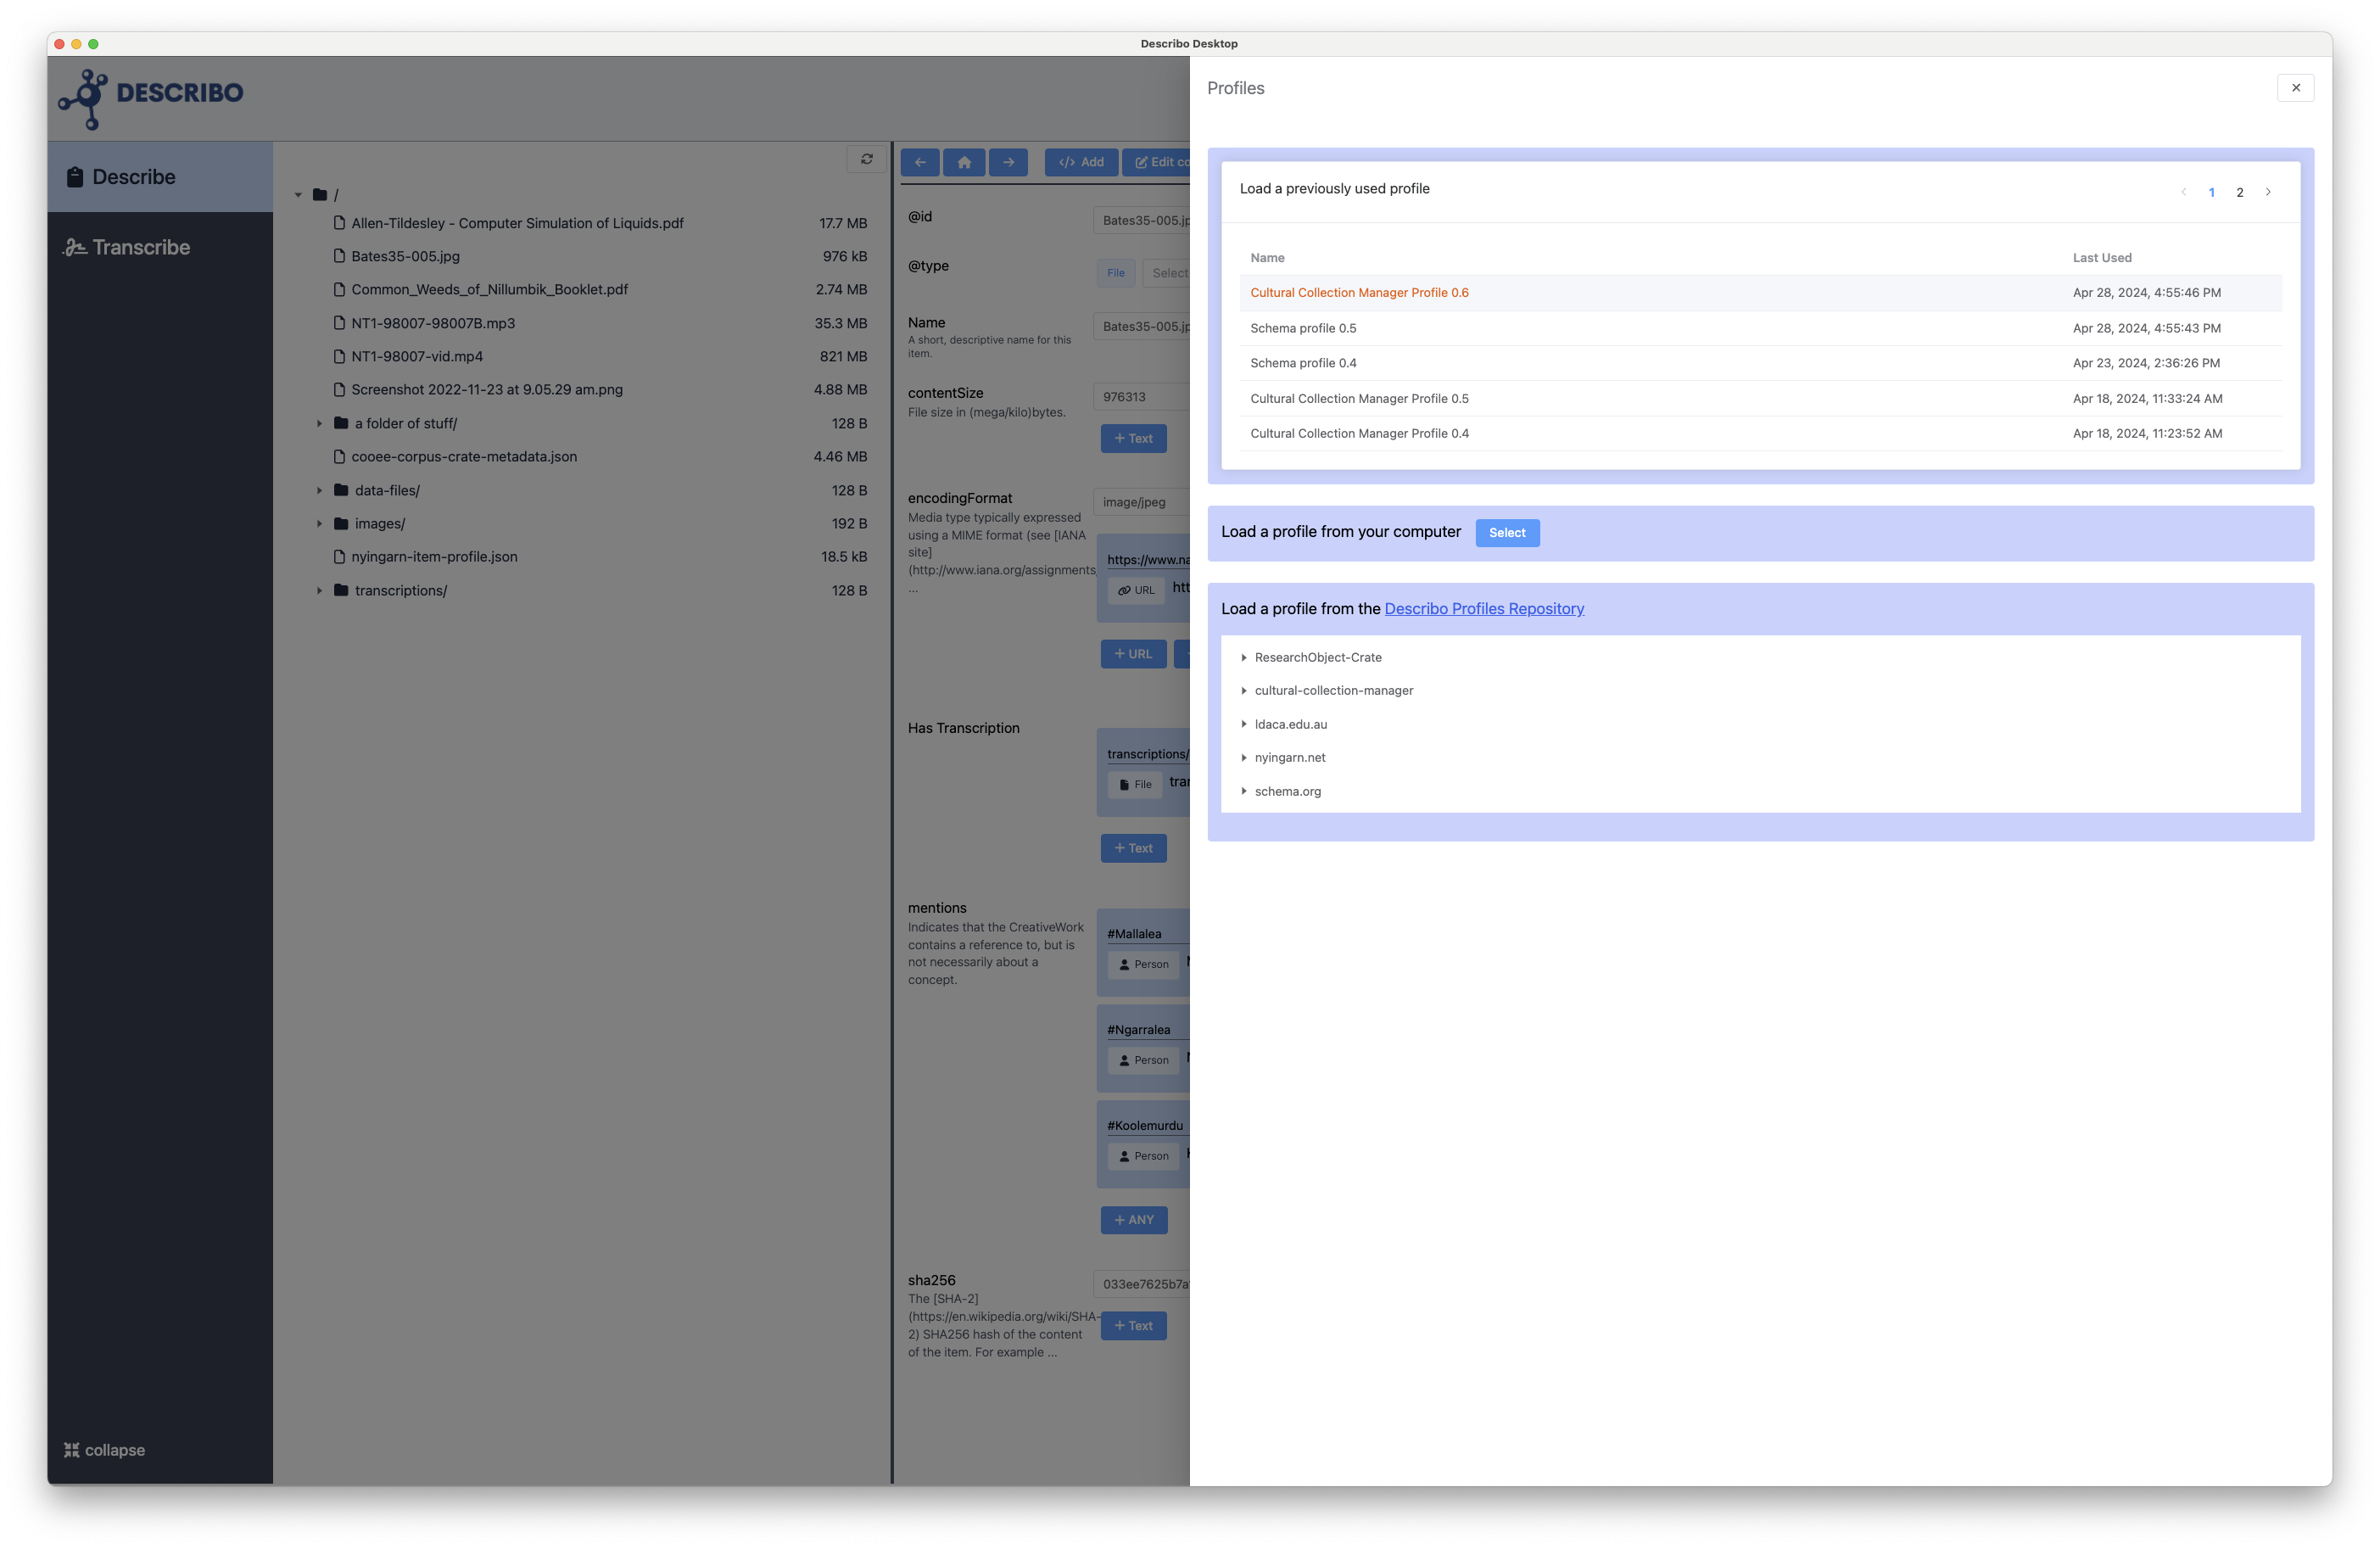 Describo Desktop
DESCRIBO
Describe
Transcribe
collapse
/
Allen-Tildesley - Computer Simulation of Liquids.pdf 17.7 MB
Bates35-005.jpg 976 kB
Common_Weeds_of_Nillumbik_Booklet.pdf 2.74 MB
NT1-98007-98007B.mp3 35.3 MB
NT1-98007-vid.mp4 821 MB
Screenshot 2022-11-23 at 9.05.29 am.png 4.88 MB
a folder of stuff/ 128 B
cooee-corpus-crate-metadata.json 4.46 MB
data-files/ 128 B
images/ 192 B
nyingarn-item-profile.json 18.5 kB
transcriptions/ 128 B
</> Add Edit co
@id Bates35-005.jp
@type File Select
Name Bates35-005.jp
A short, descriptive name for this
item.
contentSize 976313
File size in (mega/kilo)bytes.
+ Text
encodingFormat image/jpeg
Media type typically expressed
using a MIME format (see [IANA
site]
(http://www.iana.org/assignments,
...
https://www.na
URL htt
+ URL
Has Transcription
transcriptions/
File trar
+ Text
mentions
Indicates that the CreativeWork
contains a reference to, but is
not necessarily about a
concept.
#Mallalea
Person
#Ngarralea
Person
#Koolemurdu
Person
+ ANY
sha256 033ee7625b7a
The [SHA-2]
(https://en.wikipedia.org/wiki/SHA-
2) SHA256 hash of the content
of the item. For example ...
+ Text
Profiles
Load a previously used profile 1 2
Name Last Used
Cultural Collection Manager Profile 0.6 Apr 28, 2024, 4:55:46 PM
Schema profile 0.5 Apr 28, 2024, 4:55:43 PM
Schema profile 0.4 Apr 23, 2024, 2:36:26 PM
Cultural Collection Manager Profile 0.5 Apr 18, 2024, 11:33:24 AM
Cultural Collection Manager Profile 0.4 Apr 18, 2024, 11:23:52 AM
Load a profile from your computer Select
Load a profile from the Describo Profiles Repository
ResearchObject-Crate
cultural-collection-manager
ldaca.edu.au
nyingarn.net
schema.org